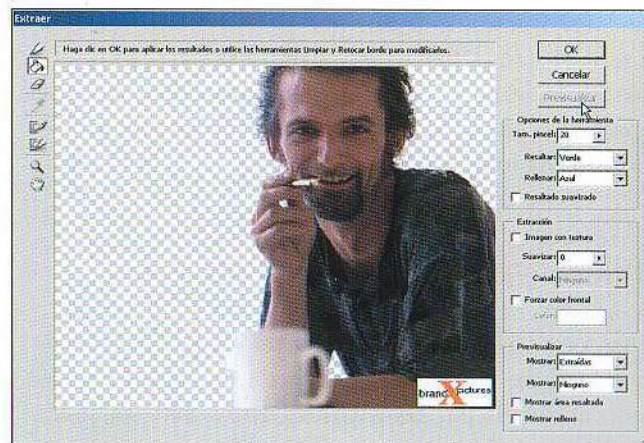 Extraer
Haga clic en OK para aplicar los resultados o utilice las herramientas Limpiar y Retocar borde para modificarlos.
OK
Cancelar
Previsualizar
Opciones de la herramienta
Tam. pincel: 20
Resaltar: Verde
Rellenar: Azul
Resaltado suavizado
Extracción
Imagen con textura
Suavizar: 0
Canal: Ninguno
Forzar color frontal
Color:
Previsualizar
Mostrar: Extraídas
Mostrar: Ninguno
Mostrar área resaltada
Mostrar relleno
brand X pictures